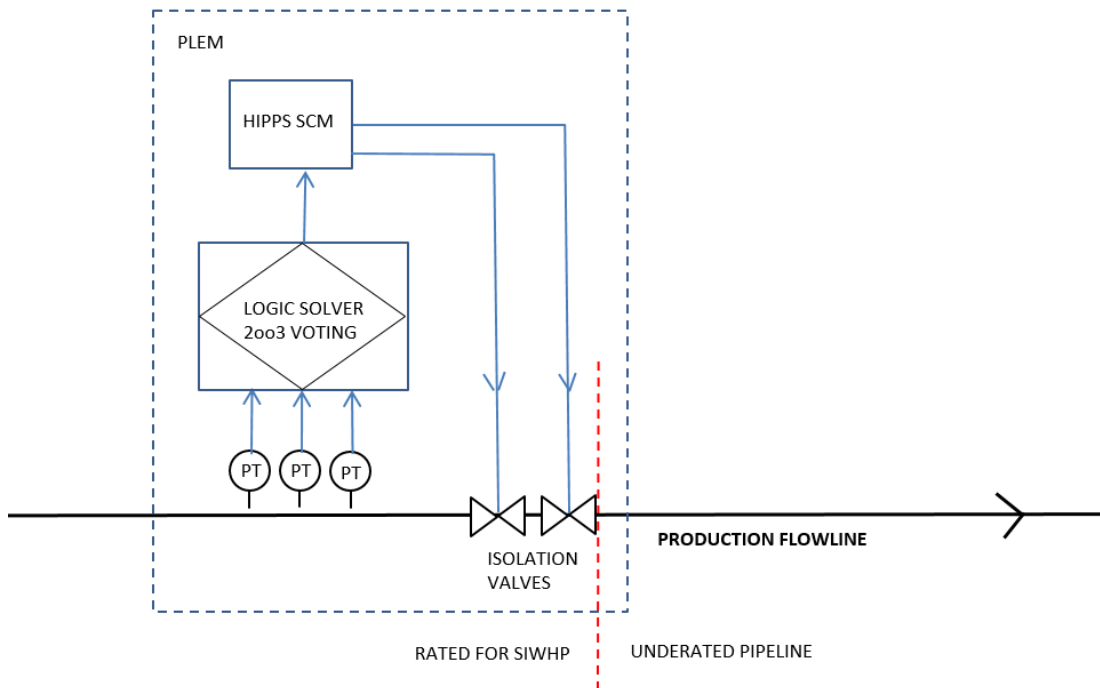 PLEM
HIPPS SCM
LOGIC SOLVER
2oo3 VOTING
PT
PT
PT
ISOLATION
VALVES
PRODUCTION FLOWLINE
RATED FOR SIWHP
UNDERATED PIPELINE